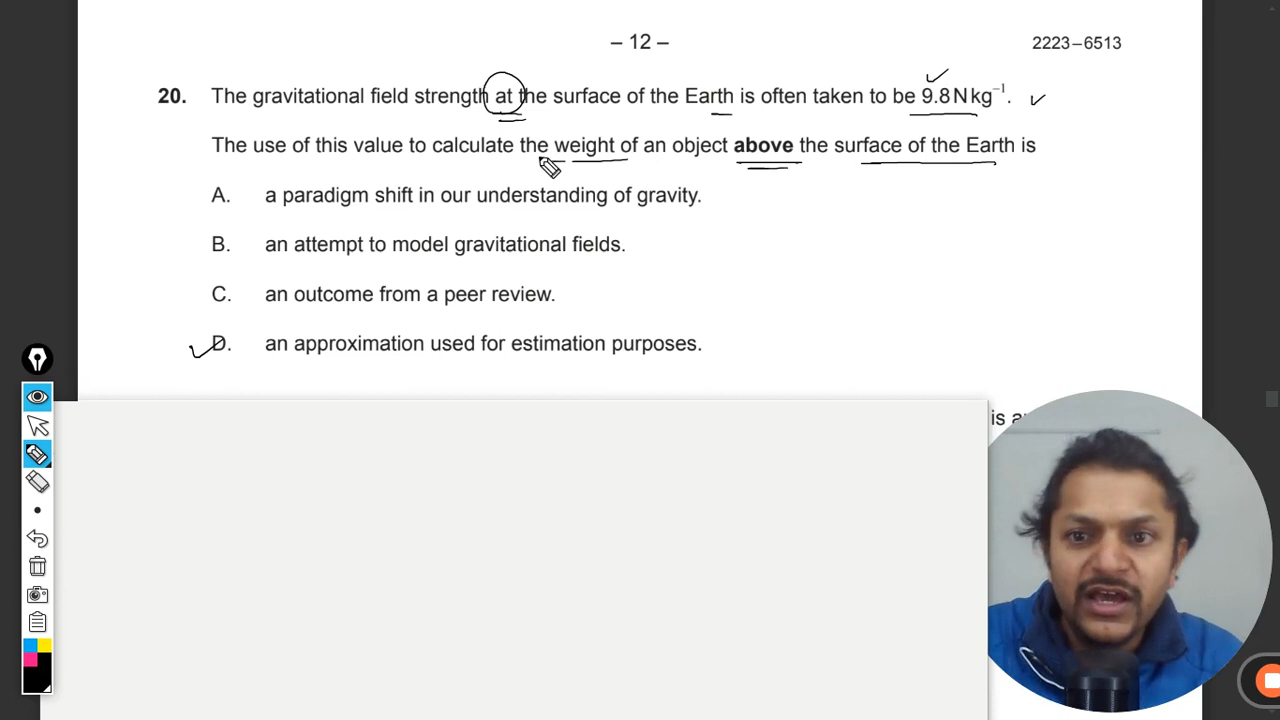 – 12 –
2223–6513
20. The gravitational field strength at the surface of the Earth is often taken to be 9.8 N kg⁻¹.
The use of this value to calculate the weight of an object above the surface of the Earth is
A. a paradigm shift in our understanding of gravity.
B. an attempt to model gravitational fields.
C. an outcome from a peer review.
D. an approximation used for estimation purposes.
is